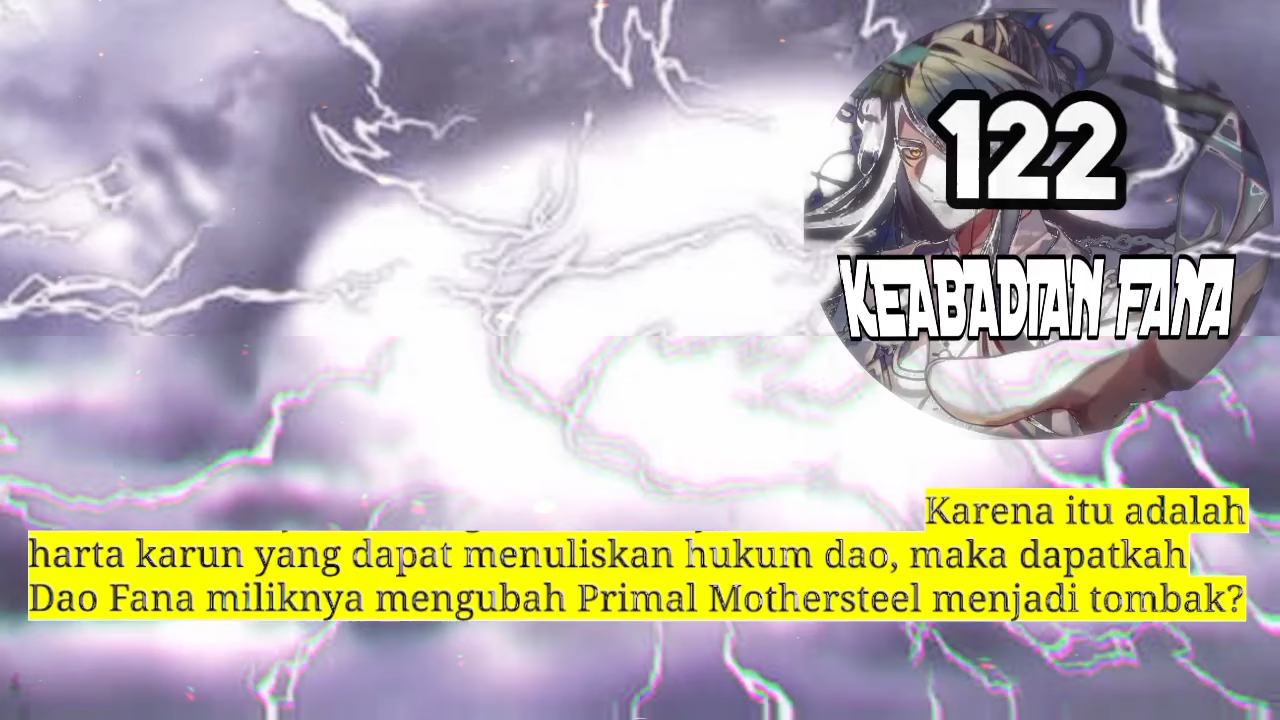 122
KEABADIAN FANA
Karena itu adalah
harta karun yang dapat menuliskan hukum dao, maka dapatkah
Dao Fana miliknya mengubah Primal Mothersteel menjadi tombak?